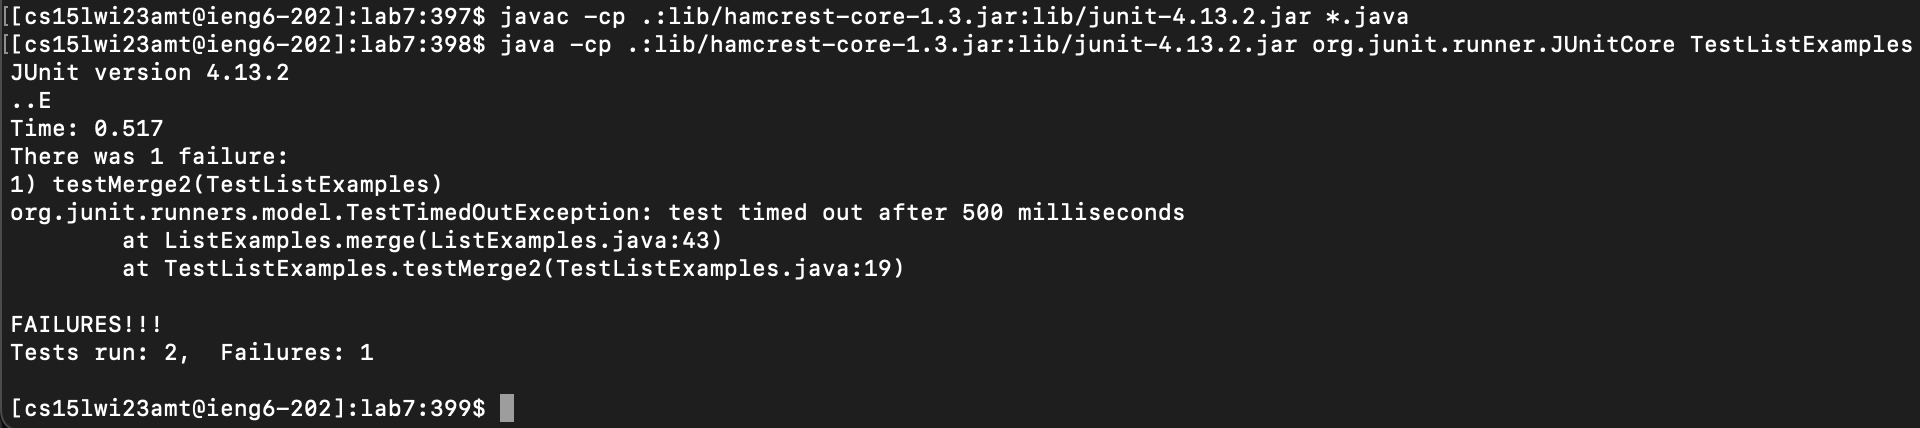 [[cs15lwi23amt@ieng6-202]:lab7:397$ javac -cp .:lib/hamcrest-core-1.3.jar:lib/junit-4.13.2.jar *.java
[[cs15lwi23amt@ieng6-202]:lab7:398$ java -cp .:lib/hamcrest-core-1.3.jar:lib/junit-4.13.2.jar org.junit.runner.JUnitCore TestListExamples
JUnit version 4.13.2
..E
Time: 0.517
There was 1 failure:
1) testMerge2(TestListExamples)
org.junit.runners.model.TestTimedOutException: test timed out after 500 milliseconds
        at ListExamples.merge(ListExamples.java:43)
        at TestListExamples.testMerge2(TestListExamples.java:19)
FAILURES!!!
Tests run: 2,  Failures: 1
[cs15lwi23amt@ieng6-202]:lab7:399$